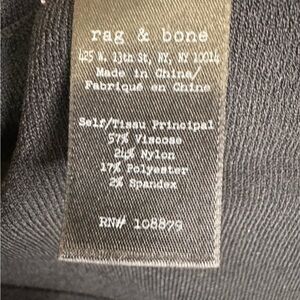 rag & bone
425 W. 13th St, NY, NY 10014
Made in China/
Fabriqué en Chine
Self/Tissu Principal
57% Viscose
24% Nylon
17% Polyester
2% Spandex
RN# 108879